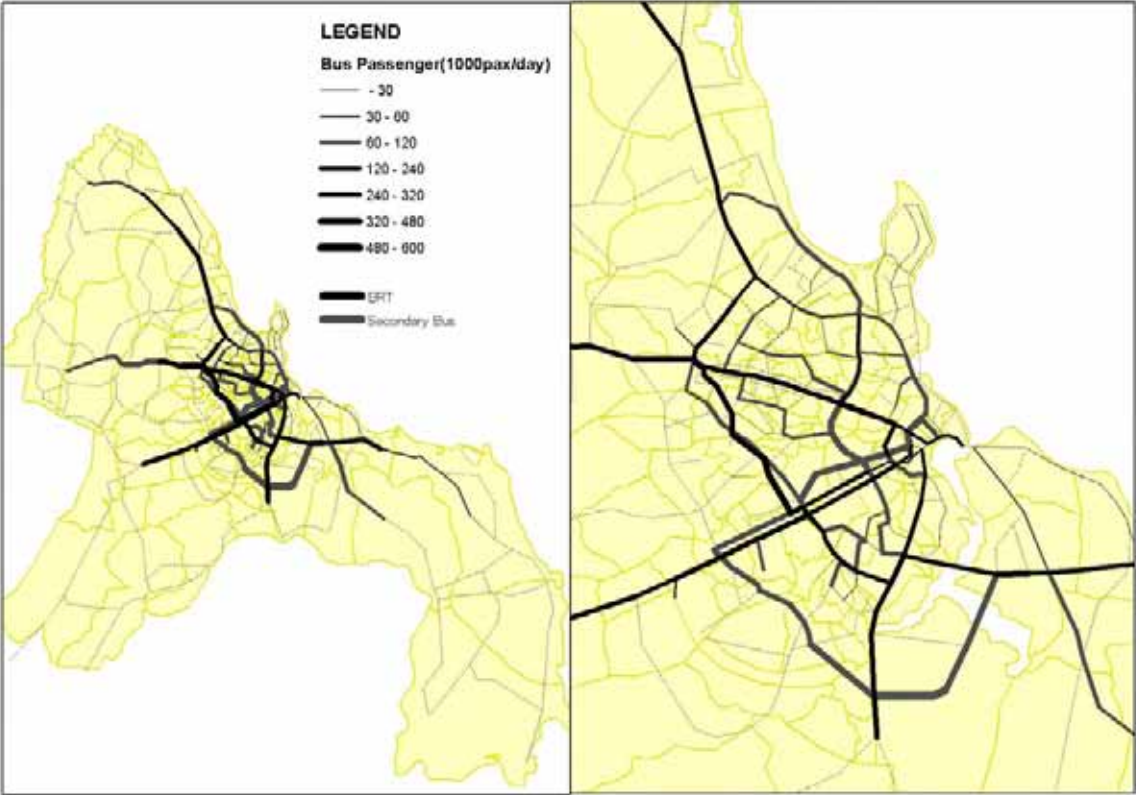 LEGEND
Bus Passenger(1000pax/day)
- 30
30 - 60
60 - 120
120 - 240
240 - 320
320 - 480
480 - 600
BRT
Secondary Bus